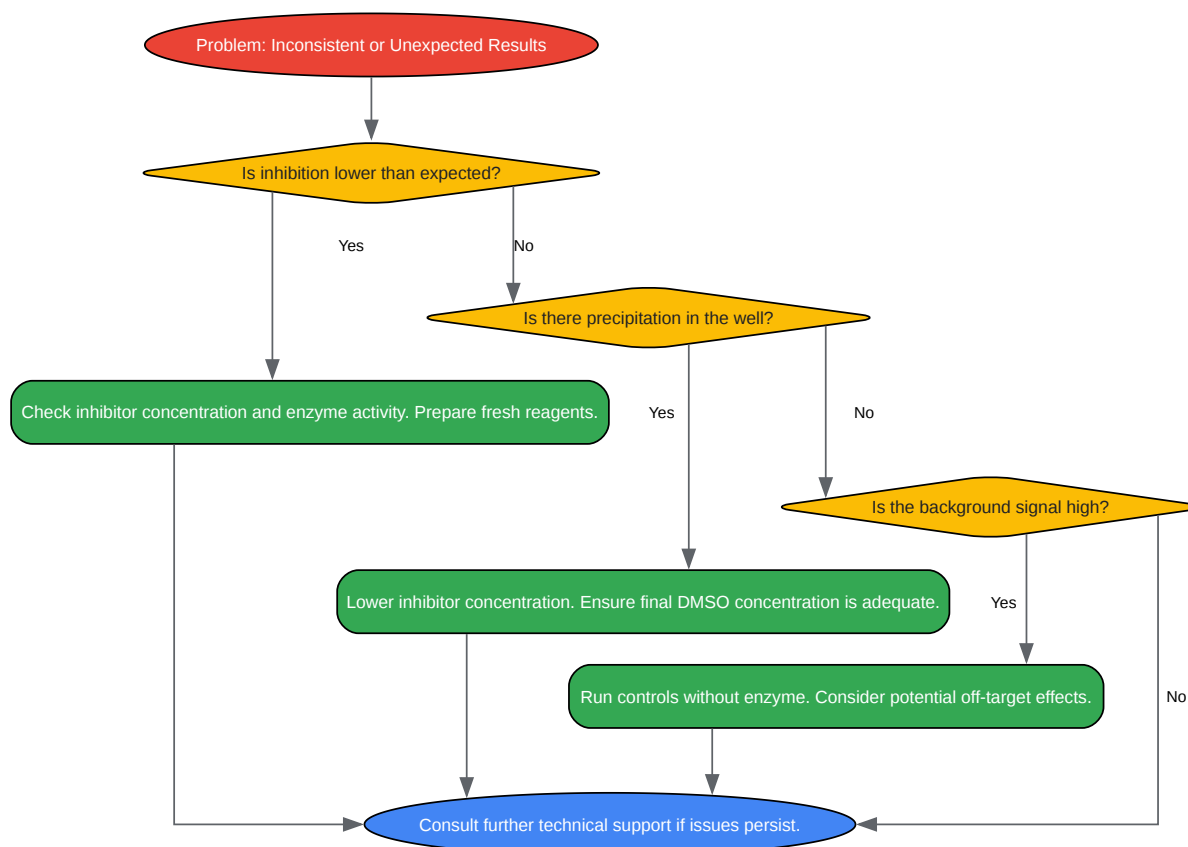 Problem: Inconsistent or Unexpected Results
Is inhibition lower than expected?
Yes
No
Is there precipitation in the well?
Check inhibitor concentration and enzyme activity. Prepare fresh reagents.
Yes
No
Is the background signal high?
Lower inhibitor concentration. Ensure final DMSO concentration is adequate.
Yes
Run controls without enzyme. Consider potential off-target effects.
No
Consult further technical support if issues persist.